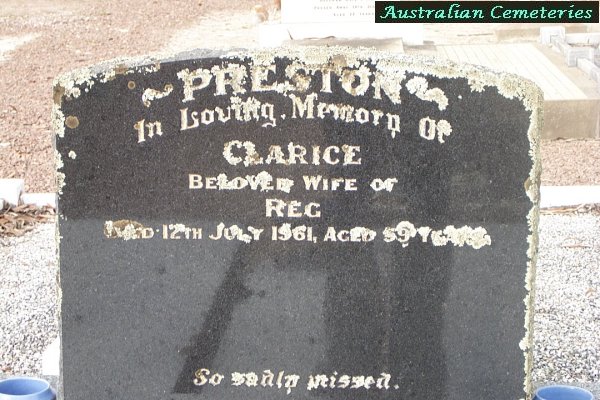 Australian Cemeteries
PRESTON
In Loving Memory Of
CLARICE
BELOVED WIFE OF
REG
DIED 12TH JULY 1961, AGED 59 YEARS
So sadly missed.